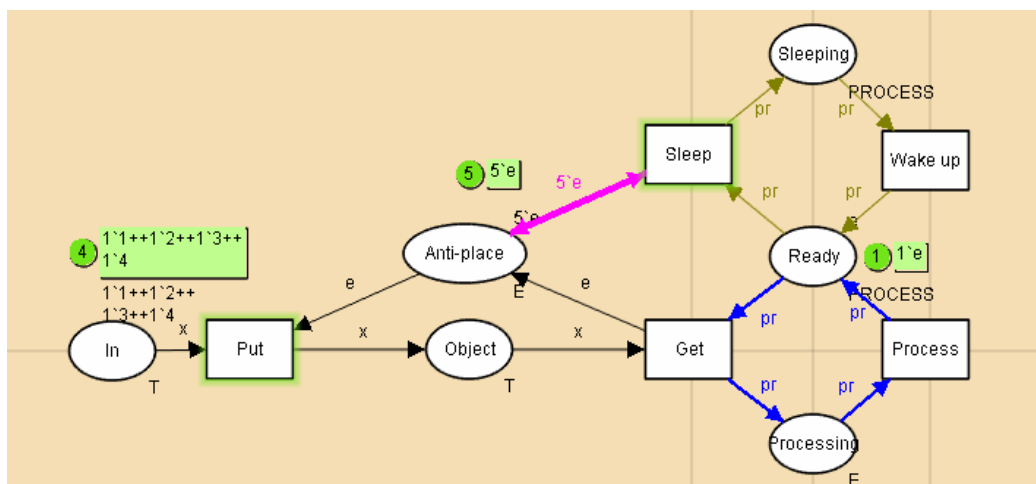 Sleeping
PROCESS
pr
pr
Sleep
Wake up
5
5`e
5`e
pr
pr
5`e
e
4
1`1++1`2++1`3++
1`4
Anti-place
Ready
1
1`e
e
e
E
PROCESS
1`1++1`2++
1`3++1`4
pr
pr
x
x
x
In
Put
Object
Get
Process
T
T
pr
pr
Processing
E